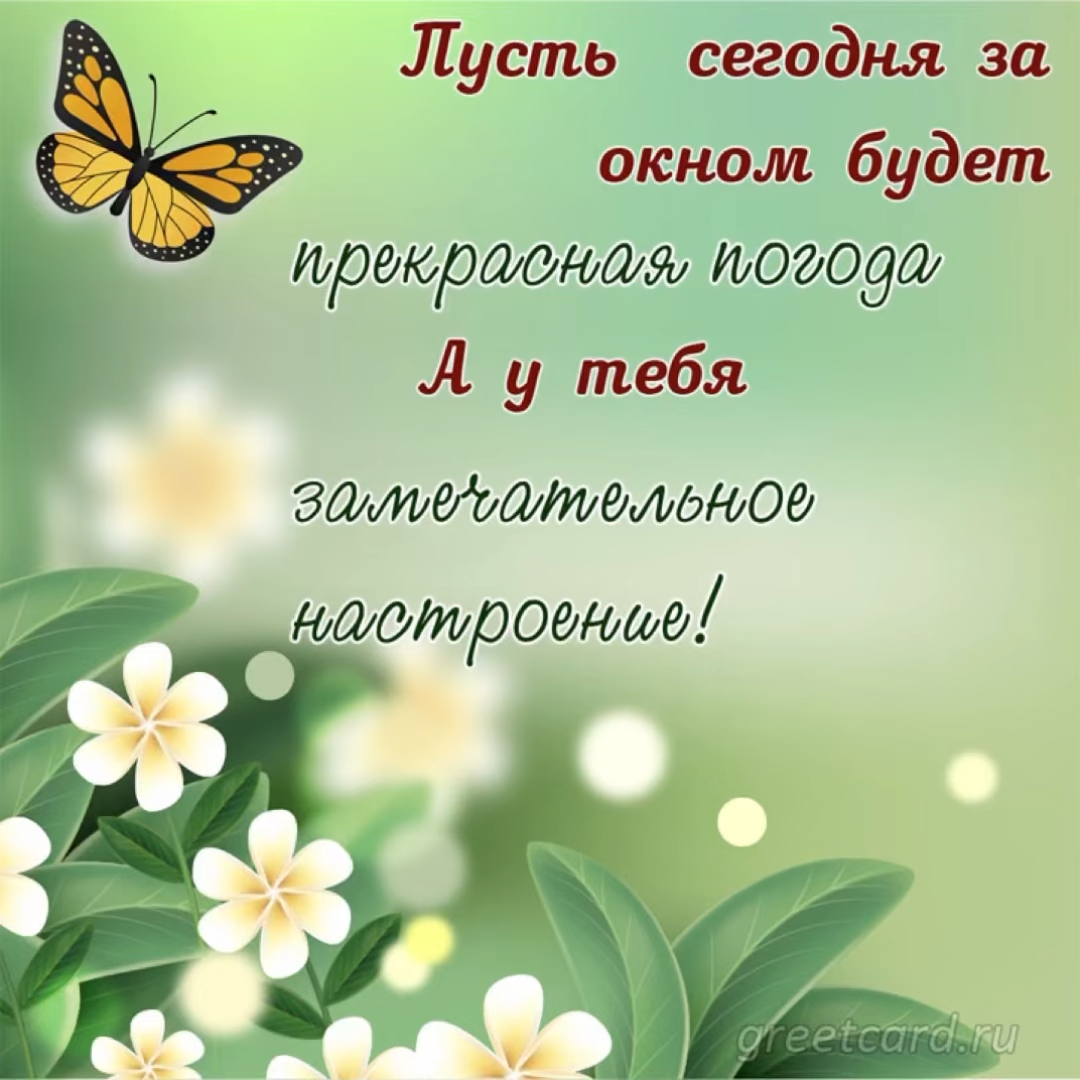 Пусть сегодня за
окном будет
прекрасная погода
А у тебя
замечательное
настроение!
greetcard.ru